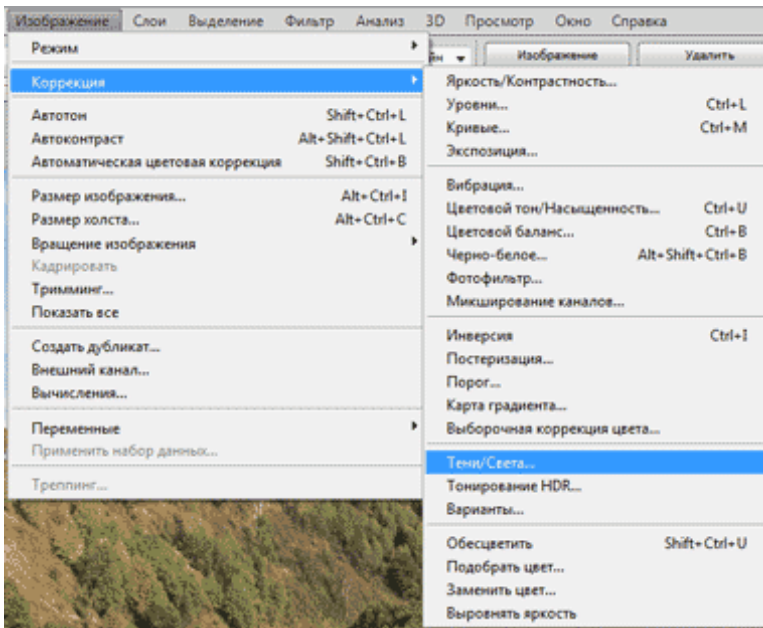 Изображение Слои Выделение Фильтр Анализ 3D Просмотр Окно Справка
Изображение Удалить
Режим
Коррекция
Автотон Shift+Ctrl+L
Автоконтраст Alt+Shift+Ctrl+L
Автоматическая цветовая коррекция Shift+Ctrl+B
Размер изображения... Alt+Ctrl+I
Размер холста... Alt+Ctrl+C
Вращение изображения
Кадрировать
Тримминг...
Показать все
Создать дубликат...
Внешний канал...
Вычисления...
Переменные
Применить набор данных...
Треппинг...
Яркость/Контрастность...
Уровни... Ctrl+L
Кривые... Ctrl+M
Экспозиция...
Вибрация...
Цветовой тон/Насыщенность... Ctrl+U
Цветовой баланс... Ctrl+B
Черно-белое... Alt+Shift+Ctrl+B
Фотофильтр...
Микширование каналов...
Инверсия Ctrl+I
Постеризация...
Порог...
Карта градиента...
Выборочная коррекция цвета...
Тени/Света...
Тонирование HDR...
Варианты...
Обесцветить Shift+Ctrl+U
Подобрать цвет...
Заменить цвет...
Выровнять яркость